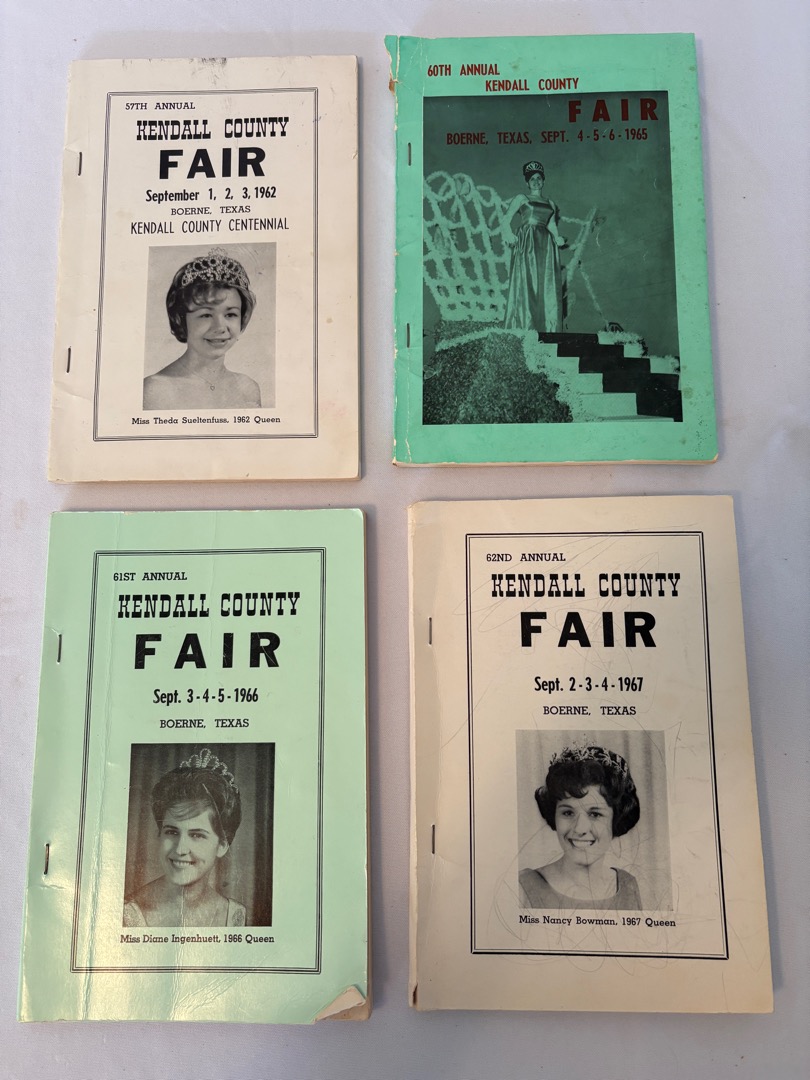 57TH ANNUAL
KENDALL COUNTY
FAIR
September 1, 2, 3, 1962
BOERNE, TEXAS
KENDALL COUNTY CENTENNIAL
Miss Theda Sueltenfuss, 1962 Queen
60TH ANNUAL
KENDALL COUNTY
FAIR
BOERNE, TEXAS, SEPT. 4-5-6-1965
61ST ANNUAL
KENDALL COUNTY
FAIR
Sept. 3-4-5-1966
BOERNE, TEXAS
Miss Diane Ingenhuett, 1966 Queen
62ND ANNUAL
KENDALL COUNTY
FAIR
Sept. 2-3-4-1967
BOERNE, TEXAS
Miss Nancy Bowman, 1967 Queen